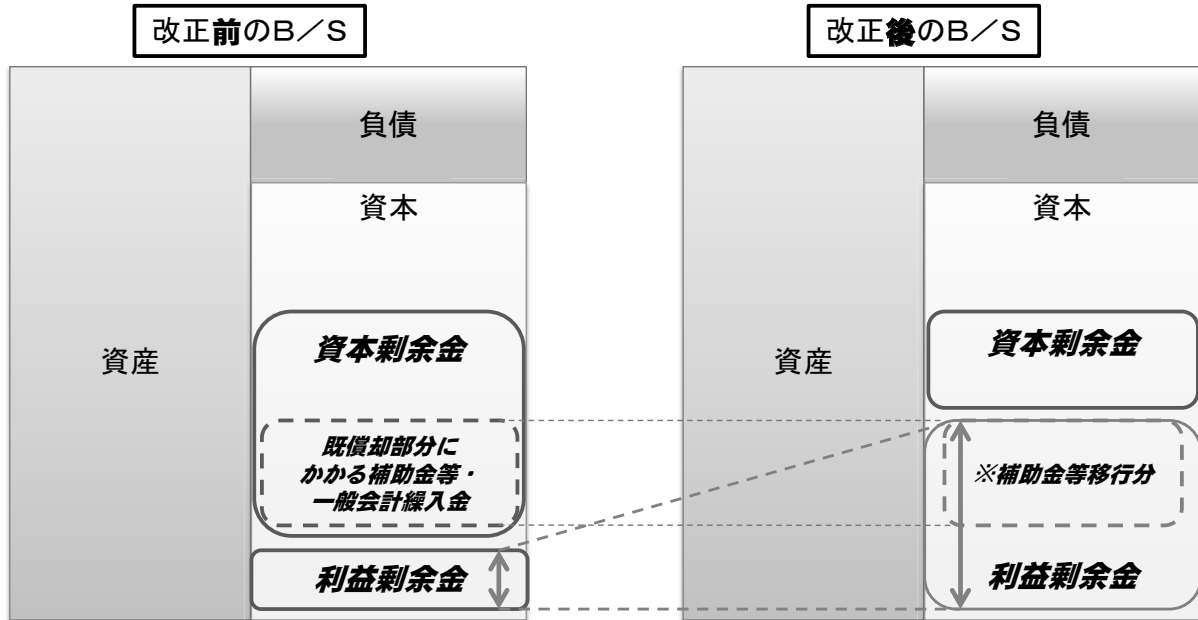 改正前のB／S
資産
負債
資本
資本剰余金
既償却部分に
かかる補助金等・
一般会計繰入金
利益剰余金
改正後のB／S
資産
負債
資本
資本剰余金
※補助金等移行分
利益剰余金